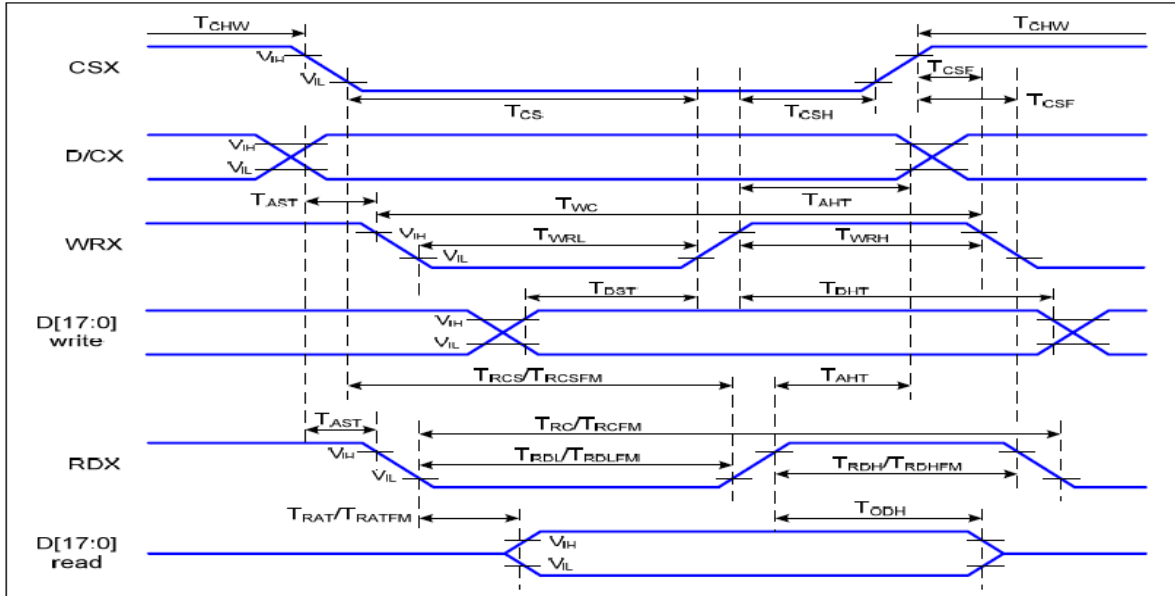 TCHW TCHW
CSX VIH VIL TCSF
TCS TCSH TCSF
D/CX VIH VIL
TAST TWC TAHT
WRX VIH TWRL TWRH
VIL
TDST TDHT
D[17:0] write VIH VIL
TRCS/TRCSFM TAHT
TAST TRC/TRCFM
RDX VIH VIL TRDL/TRDLFM TRDH/TRDHFM
TRAT/TRATFM TODH
D[17:0] read VIH VIL